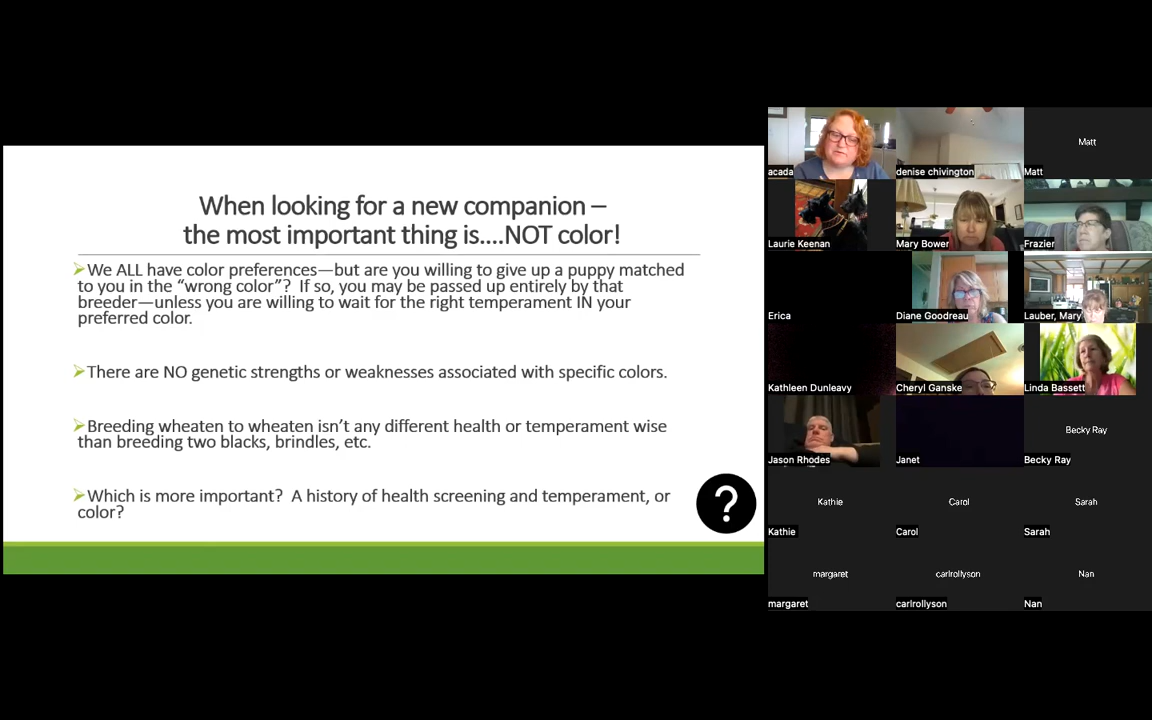 When looking for a new companion –
the most important thing is....NOT color!
We ALL have color preferences—but are you willing to give up a puppy matched
to you in the “wrong color”? If so, you may be passed up entirely by that
breeder—unless you are willing to wait for the right temperament IN your
preferred color.
There are NO genetic strengths or weaknesses associated with specific colors.
Breeding wheaten to wheaten isn’t any different health or temperament wise
than breeding two blacks, brindles, etc.
Which is more important? A history of health screening and temperament, or
color?
?
acada
denise chivington
Matt
Matt
Laurie Keenan
Mary Bower
Frazier
Erica
Diane Goodreau
Lauber, Mary
Kathleen Dunleavy
Cheryl Ganske
Linda Bassett
Jason Rhodes
Janet
Becky Ray
Becky Ray
Kathie
Carol
Sarah
Kathie
Carol
Sarah
margaret
carlrollyson
Nan
margaret
carlrollyson
Nan